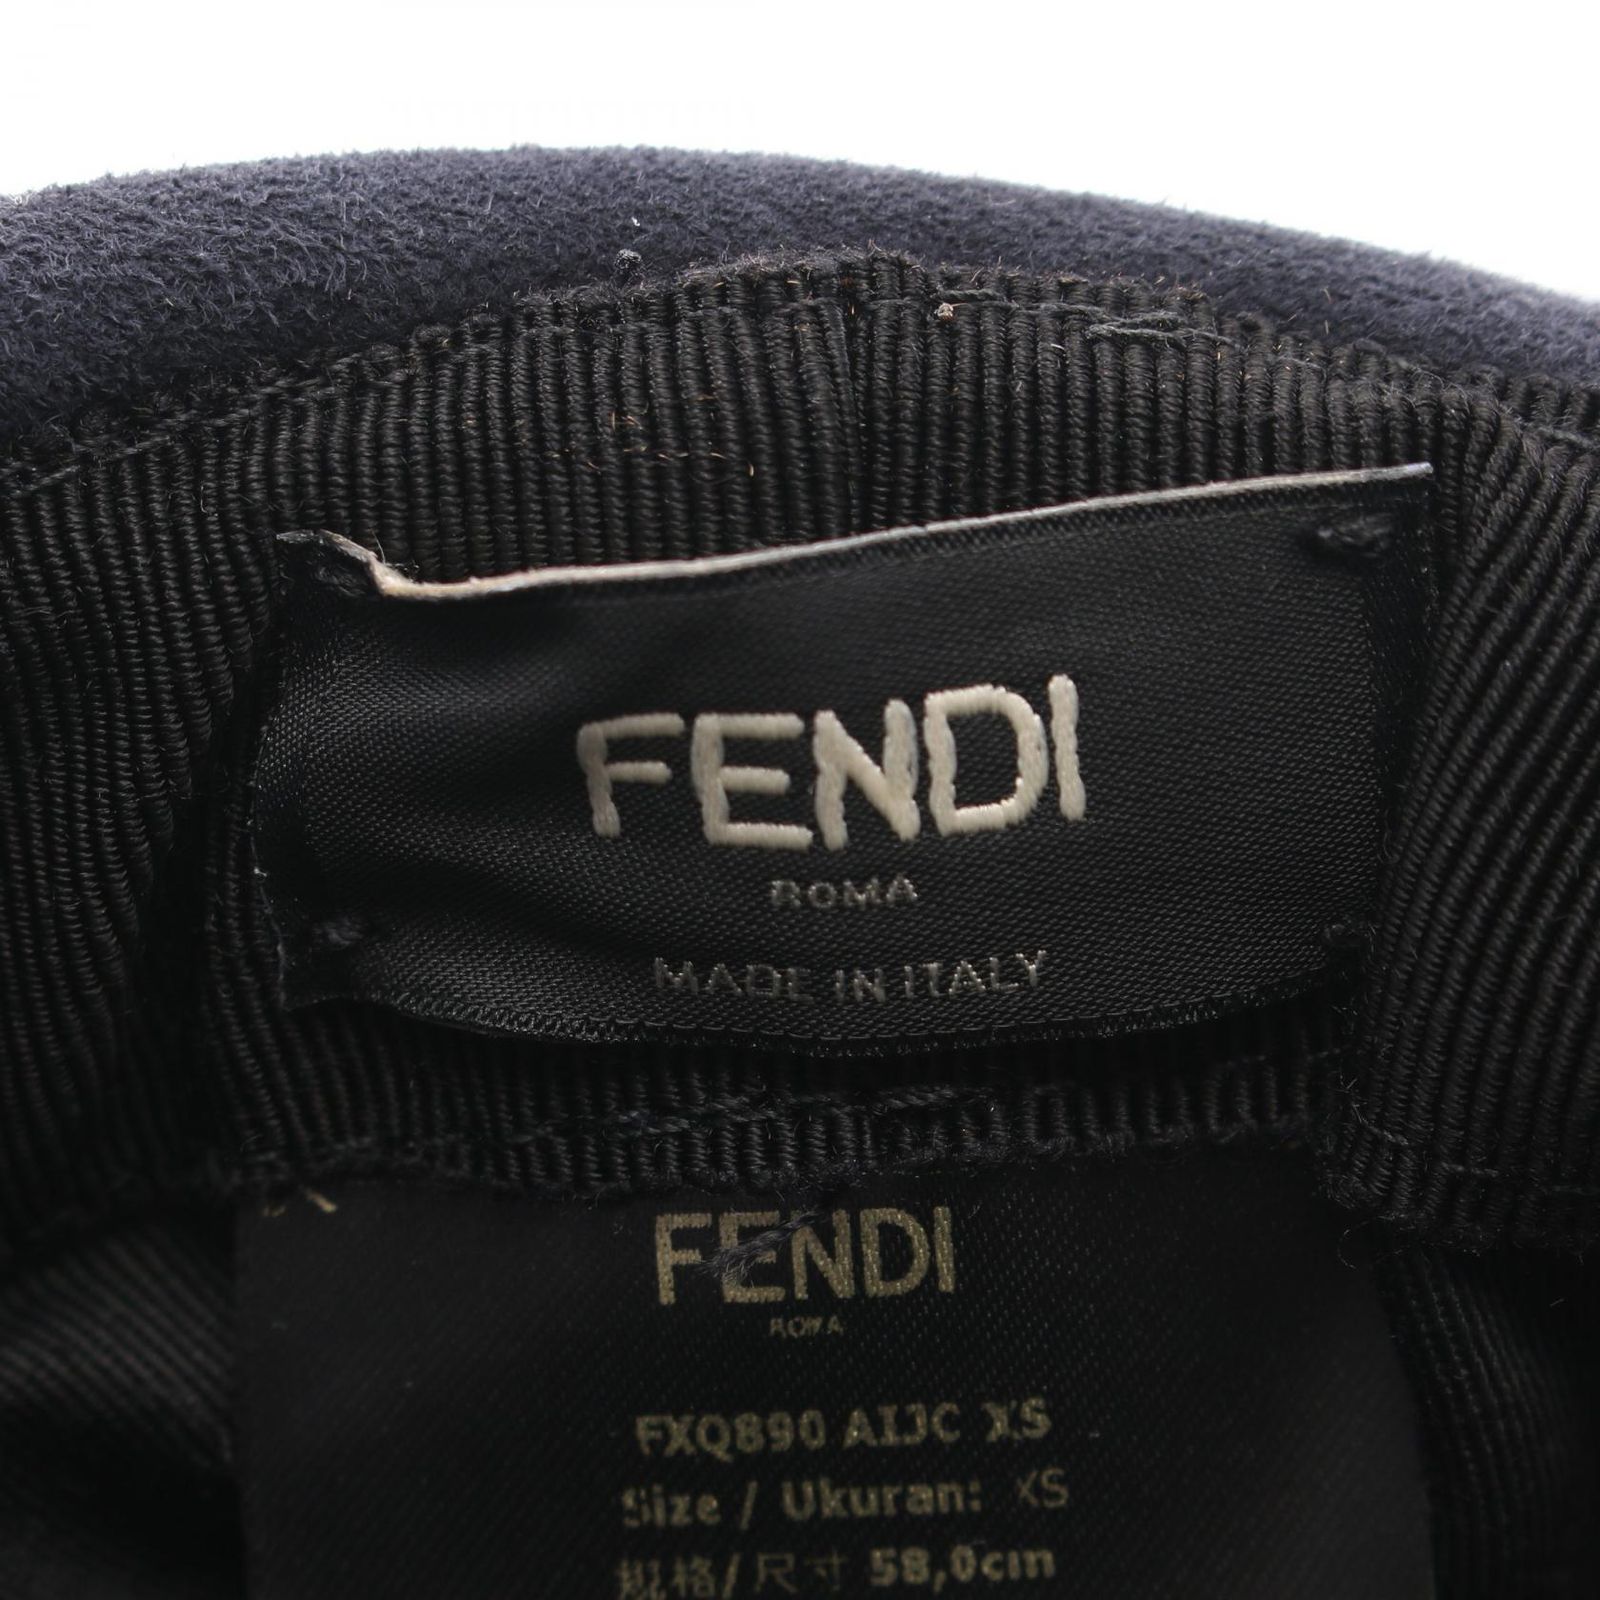 FENDI
ROMA
MADE IN ITALY
FENDI
ROMA
FXQ890 AIJC XS
Size / Ukuran: XS
规格/尺寸 58,0cm